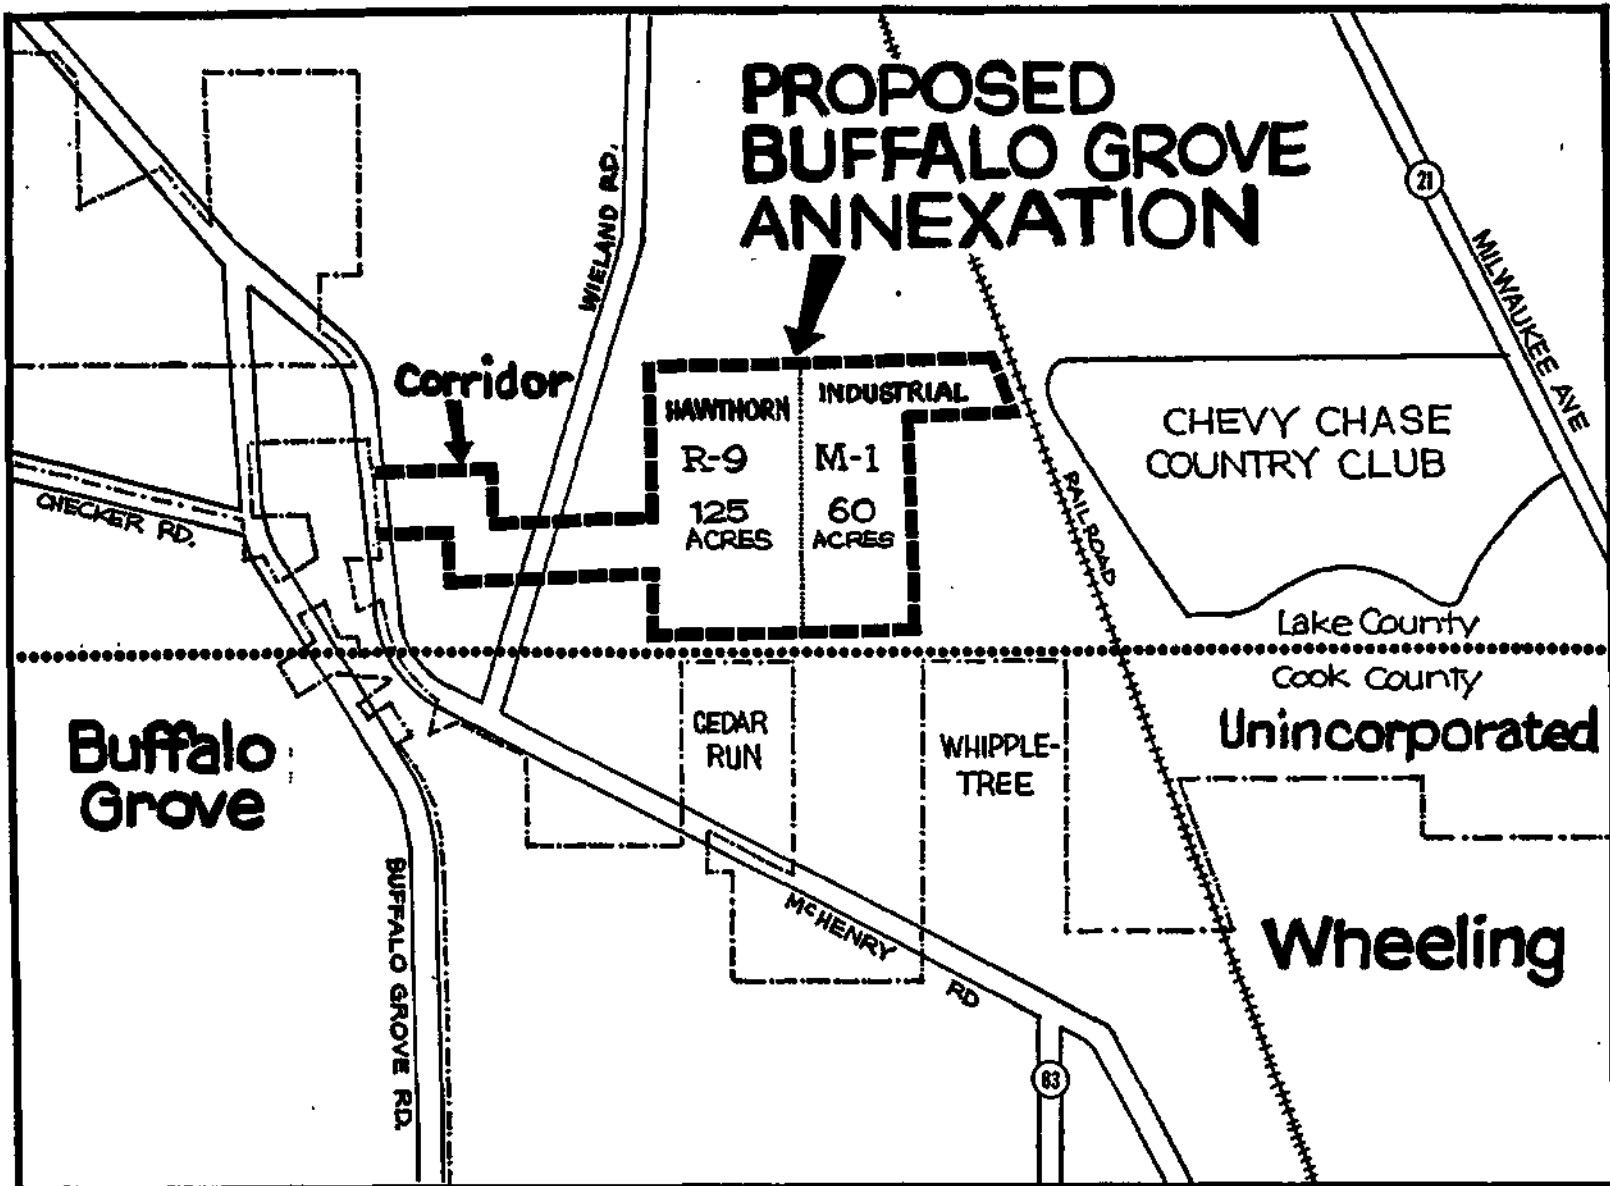 PROPOSED
BUFFALO GROVE
ANNEXATION
WIELAND RD.
21
MILWAUKEE AVE
Corridor
HAWTHORN
R-9
125
ACRES
INDUSTRIAL
M-1
60
ACRES
CHEVY CHASE
COUNTRY CLUB
RAILROAD
CHECKER RD.
Lake County
Cook County
Unincorporated
Buffalo
Grove
CEDAR
RUN
WHIPPLE-
TREE
Wheeling
BUFFALO GROVE RD.
McHENRY
RD
83